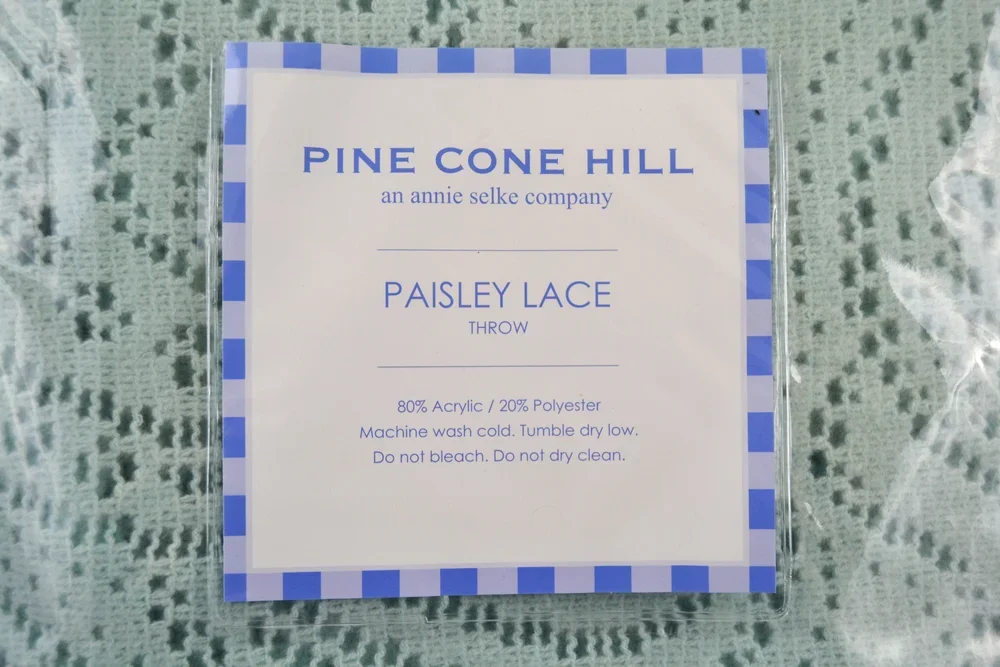 PINE CONE HILL
an annie selke company
PAISLEY LACE
THROW
80% Acrylic / 20% Polyester
Machine wash cold. Tumble dry low.
Do not bleach. Do not dry clean.